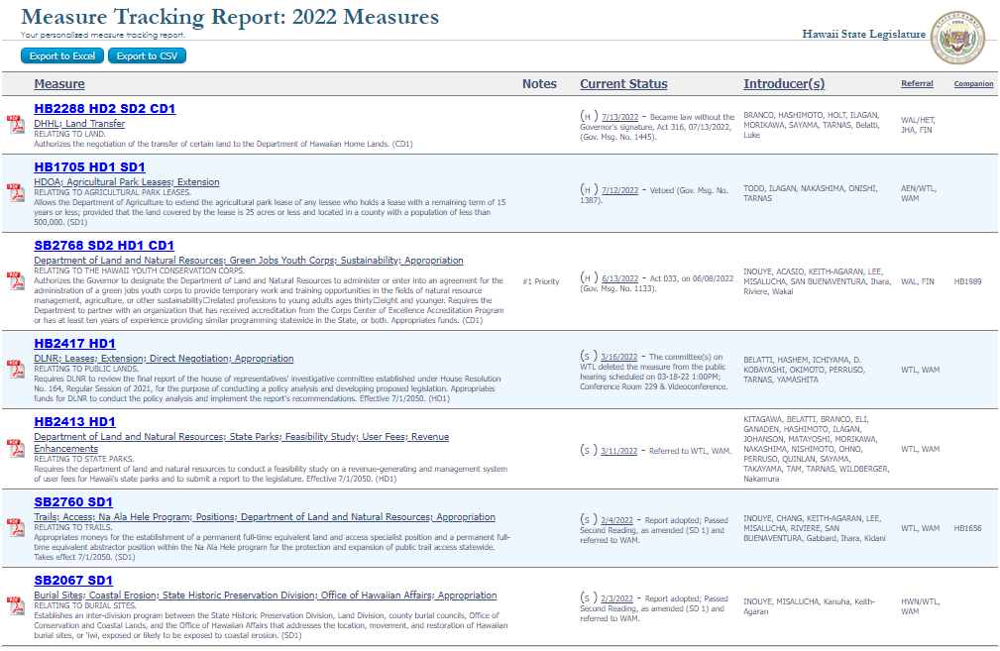 Measure Tracking Report: 2022 Measures
Your personalized measure tracking report.
Hawaii State Legislature
Export to Excel Export to CSV
Measure Notes Current Status Introducer(s) Referral Companion
HB2288 HD2 SD2 CD1
DHHL; Land Transfer
RELATING TO LAND.
Authorizes the negotiation of the transfer of certain land to the Department of Hawaiian Home Lands. (CD1)
(H) 7/13/2022 - Became law without the
Governor's signature, Act 316, 07/13/2022,
(Gov. Msg. No. 1445).
BRANCO, HASHIMOTO, HOLT, ILAGAN,
MORIKAWA, SAYAMA, TARNAS, Belatti,
Luke
WAL/HET,
JHA, FIN
HB1705 HD1 SD1
HDOA; Agricultural Park Leases; Extension
RELATING TO AGRICULTURAL PARK LEASES.
Allows the Department of Agriculture to extend the agricultural park lease of any lessee who holds a lease with a remaining term of 15
years or less; provided that the land covered by the lease is 25 acres or less and located in a county with a population of less than
500,000. (SD1)
(H) 7/12/2022 - Vetoed (Gov. Msg. No.
1387).
TODD, ILAGAN, NAKASHIMA, ONISHI,
TARNAS
AEN/WTL,
WAM
SB2768 SD2 HD1 CD1
Department of Land and Natural Resources; Green Jobs Youth Corps; Sustainability; Appropriation
RELATING TO THE HAWAII YOUTH CONSERVATION CORPS.
Authorizes the Governor to designate the Department of Land and Natural Resources to administer or enter into an agreement for the
administration of a green jobs youth corps to provide temporary work and training opportunities in the fields of natural resource
management, agriculture, or other sustainability□related professions to young adults ages thirty□eight and younger. Requires the
Department to partner with an organization that has received accreditation from the Corps Center of Excellence Accreditation Program
or has at least ten years of experience providing similar programming statewide in the State, or both. Appropriates funds. (CD1)
#1 Priority
(H) 6/13/2022 - Act 033, on 06/08/2022
(Gov. Msg. No. 1133).
INOUYE, ACASIO, KEITH-AGARAN, LEE,
MISALUCHA, SAN BUENAVENTURA, Ihara,
Riviere, Wakai
WAL, FIN
HB1989
HB2417 HD1
DLNR; Leases; Extension; Direct Negotiation; Appropriation
RELATING TO PUBLIC LANDS.
Requires DLNR to review the final report of the house of representatives' investigative committee established under House Resolution
No. 164, Regular Session of 2021, for the purpose of conducting a policy analysis and developing proposed legislation. Appropriates
funds for DLNR to conduct the policy analysis and implement the report's recommendations. Effective 7/1/2050. (HD1)
(S) 3/16/2022 - The committee(s) on
WTL deleted the measure from the public
hearing scheduled on 03-18-22 1:00PM;
Conference Room 229 & Videoconference.
BELATTI, HASHEM, ICHIYAMA, D.
KOBAYASHI, OKIMOTO, PERRUSO,
TARNAS, YAMASHITA
WTL, WAM
HB2413 HD1
Department of Land and Natural Resources; State Parks; Feasibility Study; User Fees; Revenue
Enhancements
RELATING TO STATE PARKS.
Requires the department of land and natural resources to conduct a feasibility study on a revenue-generating and management system
of user fees for Hawaii's state parks and to submit a report to the legislature. Effective 7/1/2050. (HD1)
(S) 3/11/2022 - Referred to WTL, WAM.
KITAGAWA, BELATTI, BRANCO, ELI,
GANADEN, HASHIMOTO, ILAGAN,
JOHANSON, MATAYOSHI, MORIKAWA,
NAKASHIMA, NISHIMOTO, OHNO,
PERRUSO, QUINLAN, SAYAMA,
TAKAYAMA, TAM, TARNAS, WILDBERGER,
Nakamura
WTL, WAM
SB2760 SD1
Trails; Access; Na Ala Hele Program; Positions; Department of Land and Natural Resources; Appropriation
RELATING TO TRAILS.
Appropriates moneys for the establishment of a permanent full-time equivalent land and access specialist position and a permanent full-
time equivalent abstractor position within the Na Ala Hele program for the protection and expansion of public trail access statewide.
Takes effect 7/1/2050. (SD1)
(S) 2/4/2022 - Report adopted; Passed
Second Reading, as amended (SD 1) and
referred to WAM.
INOUYE, CHANG, KEITH-AGARAN, LEE,
MISALUCHA, RIVIERE, SAN
BUENAVENTURA, Gabbard, Ihara, Kidani
WTL, WAM
HB1656
SB2067 SD1
Burial Sites; Coastal Erosion; State Historic Preservation Division; Office of Hawaiian Affairs; Appropriation
RELATING TO BURIAL SITES.
Establishes an inter-division program between the State Historic Preservation Division, Land Division, county burial councils, Office of
Conservation and Coastal Lands, and the Office of Hawaiian Affairs that addresses the location, movement, and restoration of Hawaiian
burial sites, or 'iwi, exposed or likely to be exposed to coastal erosion. (SD1)
(S) 2/3/2022 - Report adopted; Passed
Second Reading, as amended (SD 1) and
referred to WAM.
INOUYE, MISALUCHA, Kanuha, Keith-
Agaran
HWN/WTL,
WAM